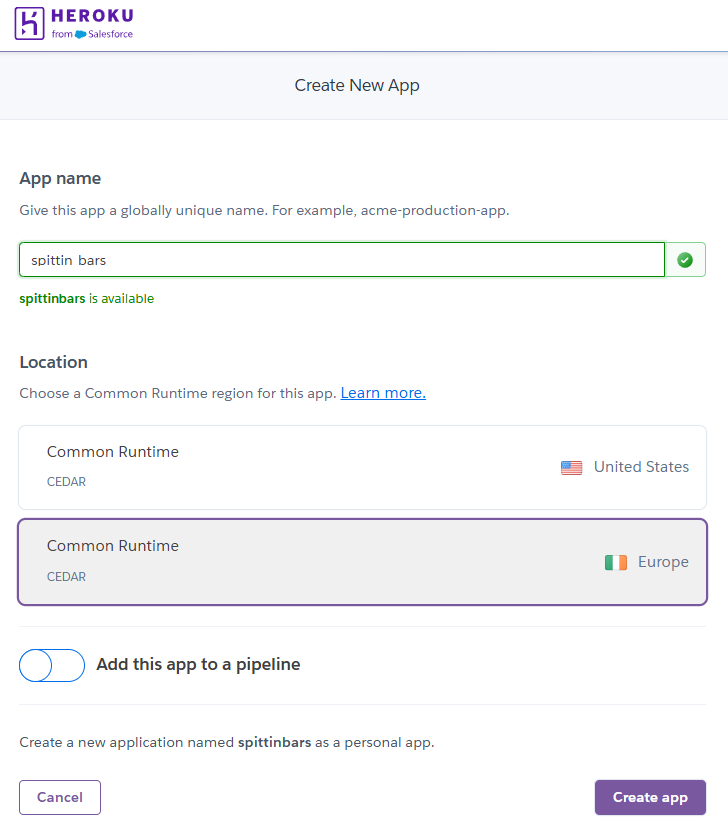 HEROKU
from Salesforce
Create New App
App name
Give this app a globally unique name. For example, acme-production-app.
spittin bars
spittinbars is available
Location
Choose a Common Runtime region for this app. Learn more.
Common Runtime
United States
CEDAR
Common Runtime
Europe
CEDAR
Add this app to a pipeline
Create a new application named spittinbars as a personal app.
Cancel Create app